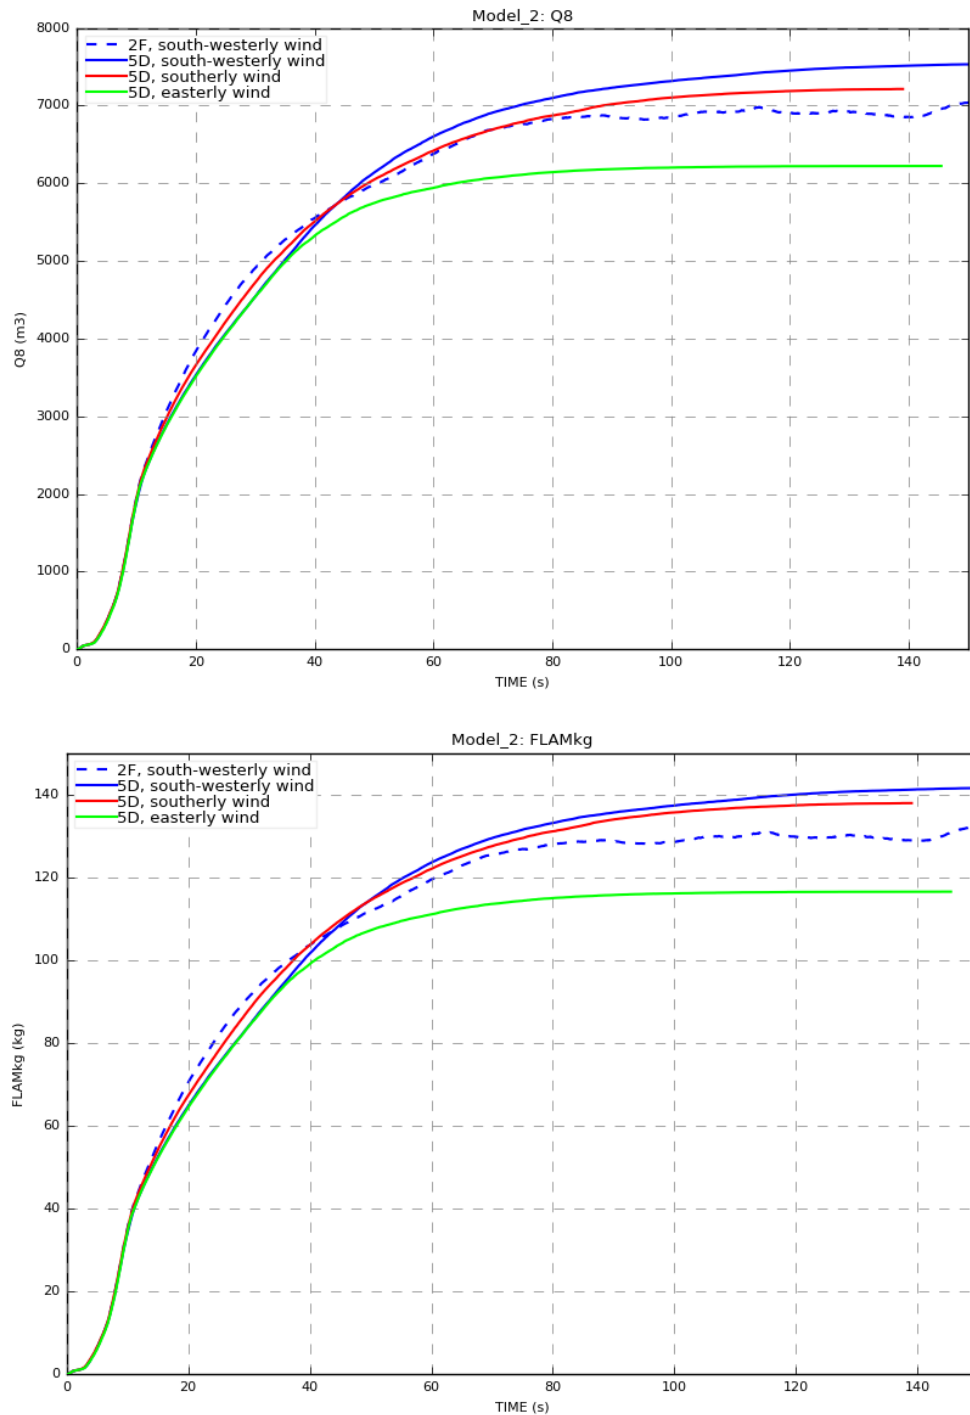 Model_2: Q8
8000
2F, south-westerly wind
5D, south-westerly wind
5D, southerly wind
5D, easterly wind
7000
6000
5000
4000
3000
2000
1000
0
Q8 (m3)
0 20 40 60 80 100 120 140
TIME (s)
Model_2: FLAMkg
2F, south-westerly wind
5D, south-westerly wind
5D, southerly wind
5D, easterly wind
140
120
100
80
60
40
20
0
FLAMkg (kg)
0 20 40 60 80 100 120 140
TIME (s)